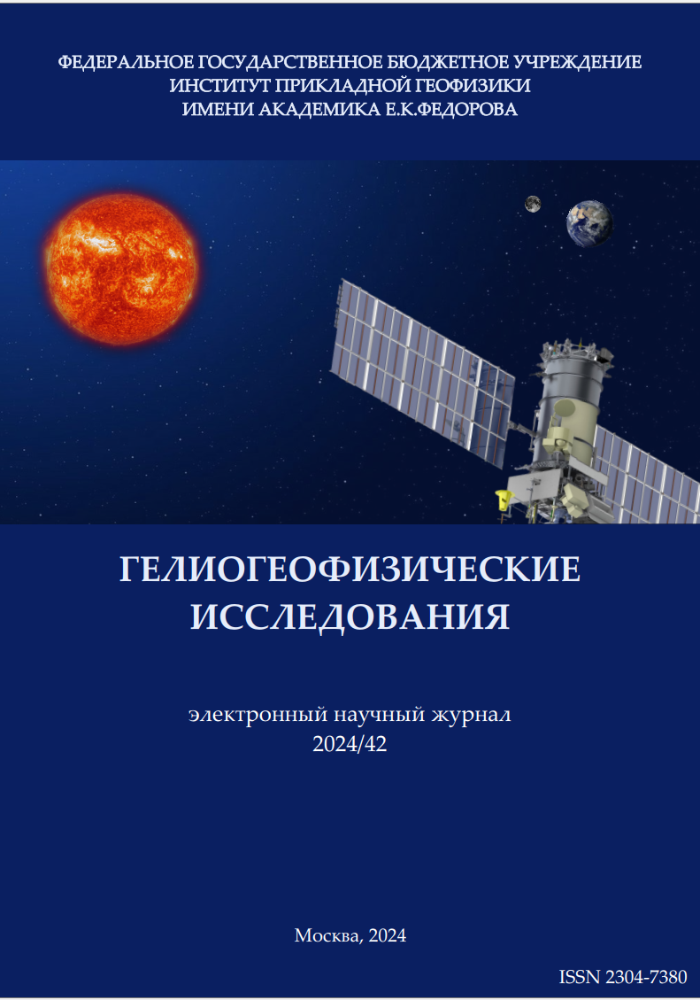 ФЕДЕРАЛЬНОЕ ГОСУДАРСТВЕННОЕ БЮДЖЕТНОЕ УЧРЕЖДЕНИЕ
ИНСТИТУТ ПРИКЛАДНОЙ ГЕОФИЗИКИ
ИМЕНИ АКАДЕМИКА Е.К.ФЕДОРОВА
ГЕЛИОГЕОФИЗИЧЕСКИЕ
ИССЛЕДОВАНИЯ
электронный научный журнал
2024/42
Москва, 2024
ISSN 2304-7380